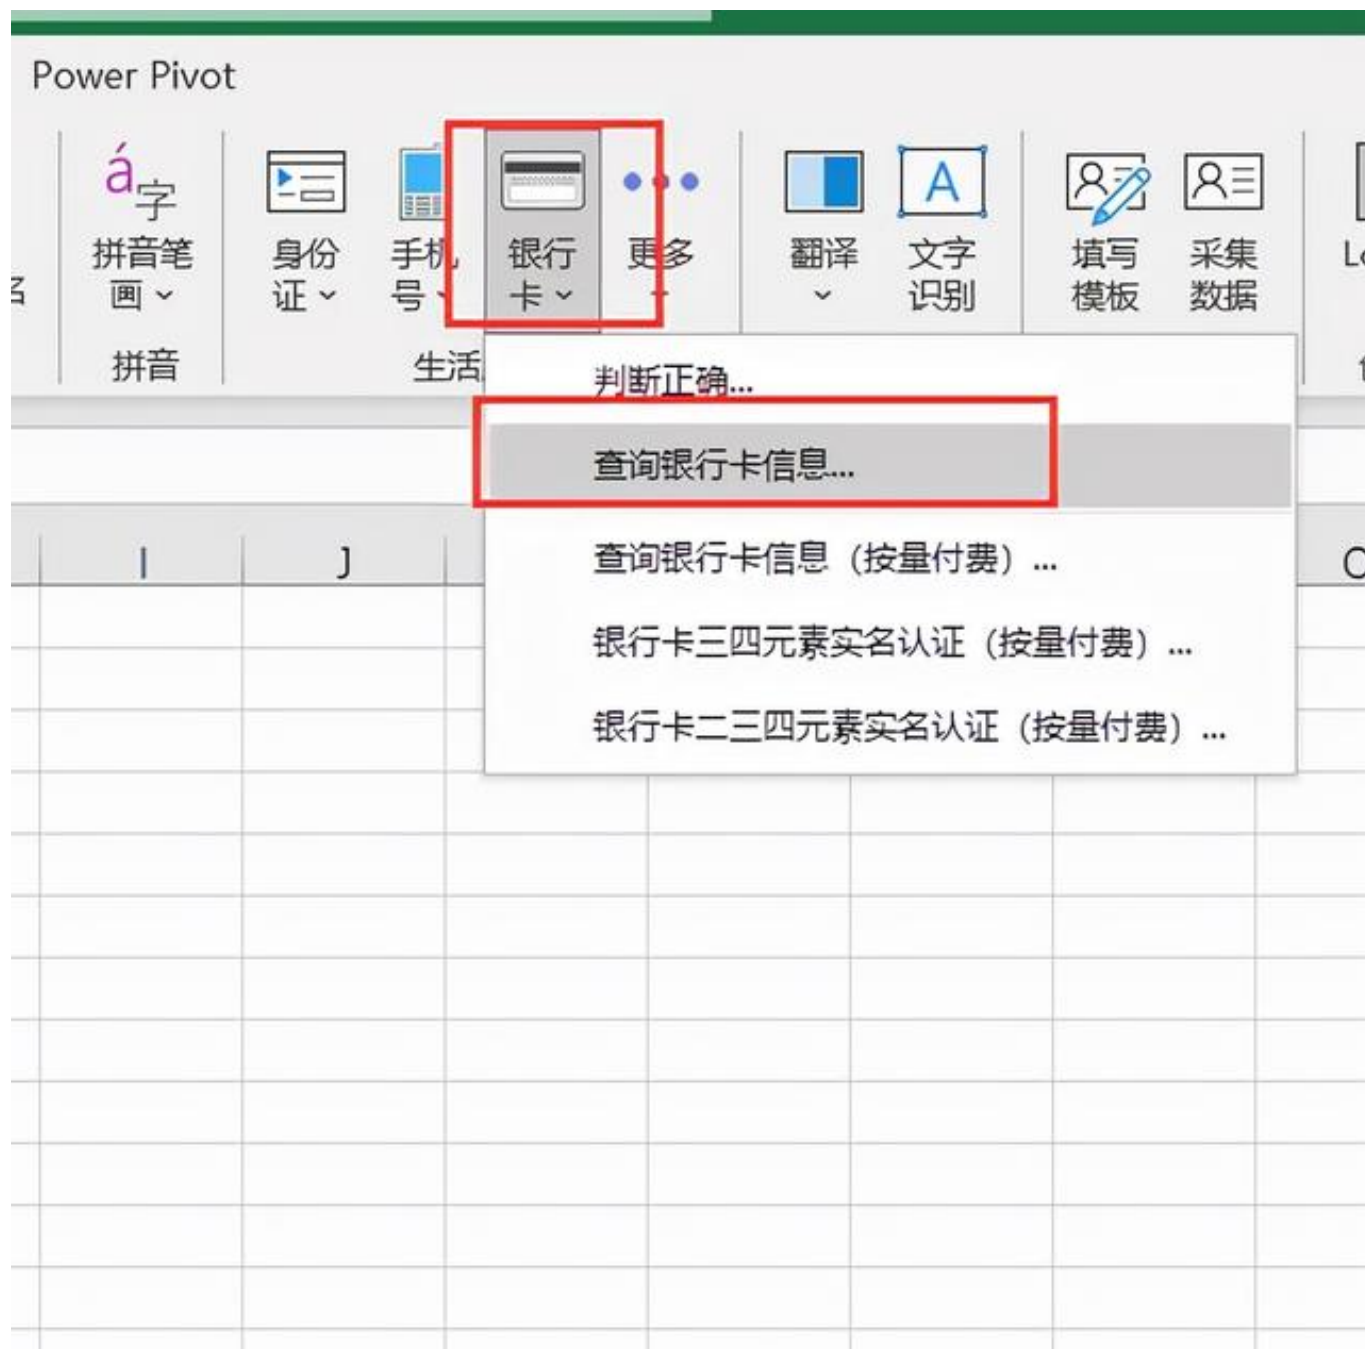 Power Pivot
á字
A
拼音笔
画
身份
证
手机
号
银行
卡
更多
翻译
文字
识别
填写
模板
采集
数据
拼音
生活
判断正确...
查询银行卡信息...
查询银行卡信息（按量付费）...
银行卡三四元素实名认证（按量付费）...
银行卡二三四元素实名认证（按量付费）...
I
J